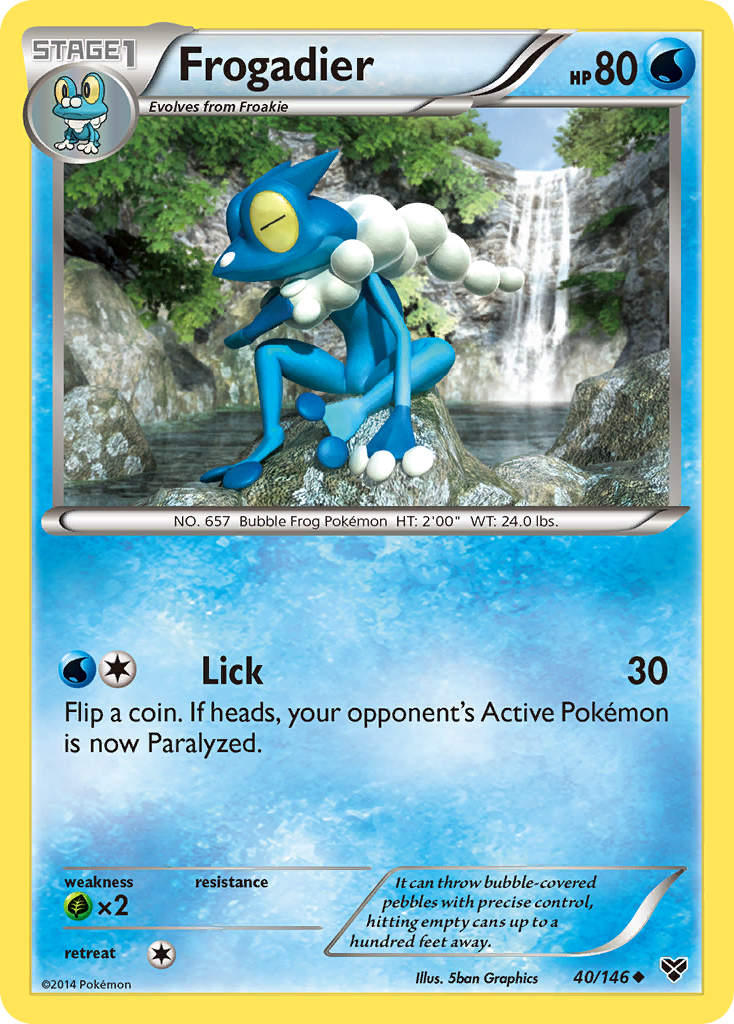 STAGE1
Frogadier
HP 80
Evolves from Froakie
NO. 657 Bubble Frog Pokémon HT: 2'00" WT: 24.0 lbs.
Lick 30
Flip a coin. If heads, your opponent's Active Pokémon
is now Paralyzed.
weakness
×2
resistance
retreat
It can throw bubble-covered
pebbles with precise control,
hitting empty cans up to a
hundred feet away.
©2014 Pokémon
Illus. 5ban Graphics
40/146